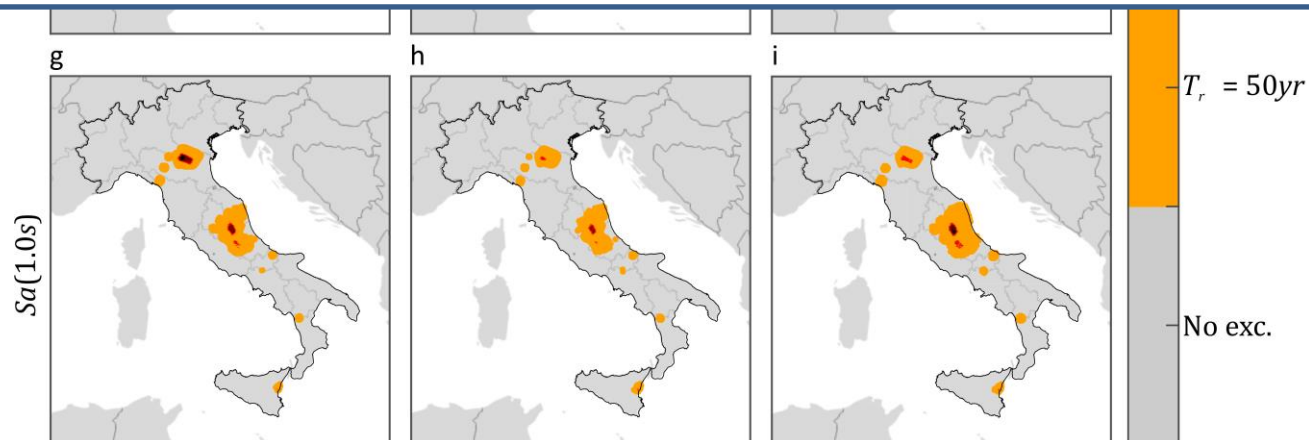 g
h
i
Sa(1.0s)
T_r = 50yr
No exc.